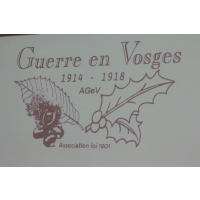 Guerre en Vosges
1914 - 1918
AGeV
Association loi 1901